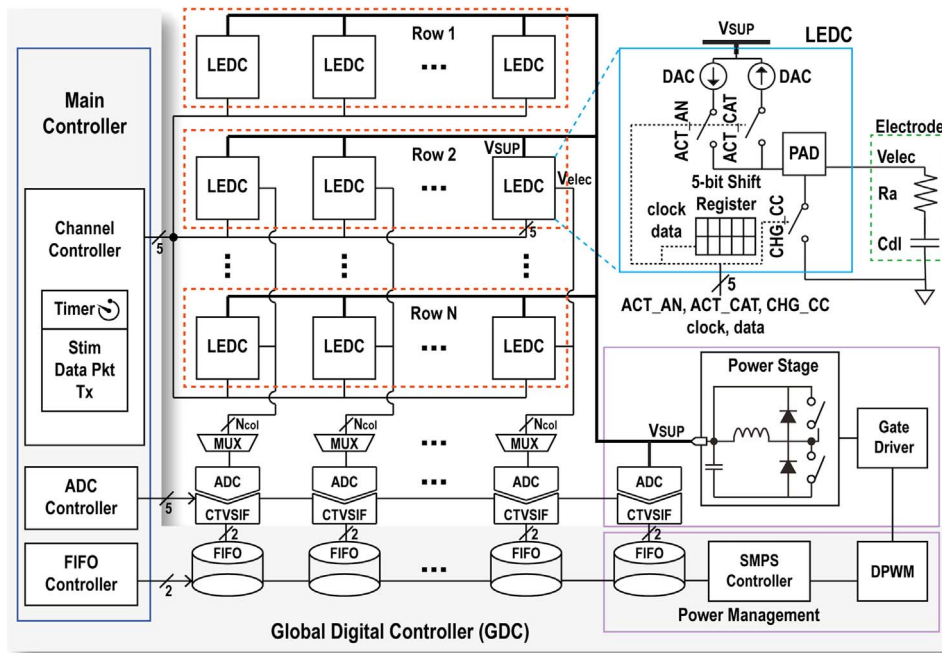 Main
Controller
Channel
Controller
Timer
Stim
Data Pkt
Tx
ADC
Controller
FIFO
Controller
5
5
2
Row 1
LEDC
LEDC
•••
LEDC
Row 2
VSUP
Velec
LEDC
LEDC
•••
LEDC
5
Row N
LEDC
LEDC
•••
LEDC
Ncol
Ncol
Ncol
MUX
MUX
•••
MUX
VSUP
ADC
ADC
•••
ADC
ADC
CTVSIF
CTVSIF
CTVSIF
CTVSIF
2
2
2
2
FIFO
FIFO
•••
FIFO
FIFO
Global Digital Controller (GDC)
VSUP
LEDC
DAC
DAC
ACT_AN
ACT_CAT
PAD
5-bit Shift
Register
clock
data
CHG_CC
5
ACT_AN, ACT_CAT, CHG_CC
clock, data
Electrode
Velec
Ra
Cdl
Power Stage
Gate
Driver
SMPS
Controller
DPWM
Power Management